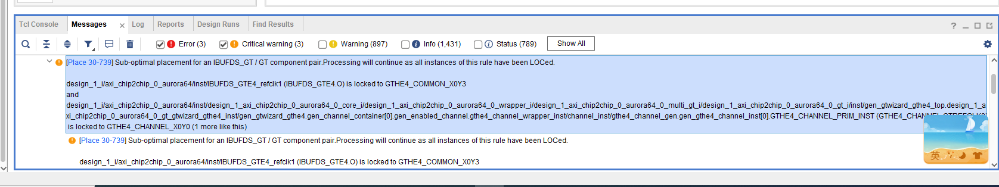 Tcl Console Messages × Log Reports Design Runs Find Results
Error (3) Critical warning (3) Warning (897) Info (1,431) Status (789) Show All
[Place 30-739] Sub-optimal placement for an IBUFDS_GT / GT component pair.Processing will continue as all instances of this rule have been LOCed.
design_1_i/axi_chip2chip_0_aurora64/inst/IBUFDS_GTE4_refclk1 (IBUFDS_GTE4.O) is locked to GTHE4_COMMON_X0Y3
and
design_1_i/axi_chip2chip_0_aurora64/inst/design_1_axi_chip2chip_0_aurora64_0_core_i/design_1_axi_chip2chip_0_aurora64_0_wrapper_i/design_1_axi_chip2chip_0_aurora64_0_multi_gt_i/design_1_axi_chip2chip_0_aurora64_0_gt_i/inst/gen_gtwizard_gthe4_top.design_1_a
xi_chip2chip_0_aurora64_0_gt_gtwizard_gthe4_inst/gen_gtwizard_gthe4.gen_channel_container[0].gen_enabled_channel.gthe4_channel_wrapper_inst/channel_inst/gthe4_channel_gen.gen_gthe4_channel_inst[0].GTHE4_CHANNEL_PRIM_INST (GTHE4_CHAN
is locked to GTHE4_CHANNEL_X0Y0 (1 more like this)
[Place 30-739] Sub-optimal placement for an IBUFDS_GT / GT component pair.Processing will continue as all instances of this rule have been LOCed.
design_1_i/axi_chip2chip_0_aurora64/inst/IBUFDS_GTE4_refclk1 (IBUFDS_GTE4.O) is locked to GTHE4_COMMON_X0Y3
英